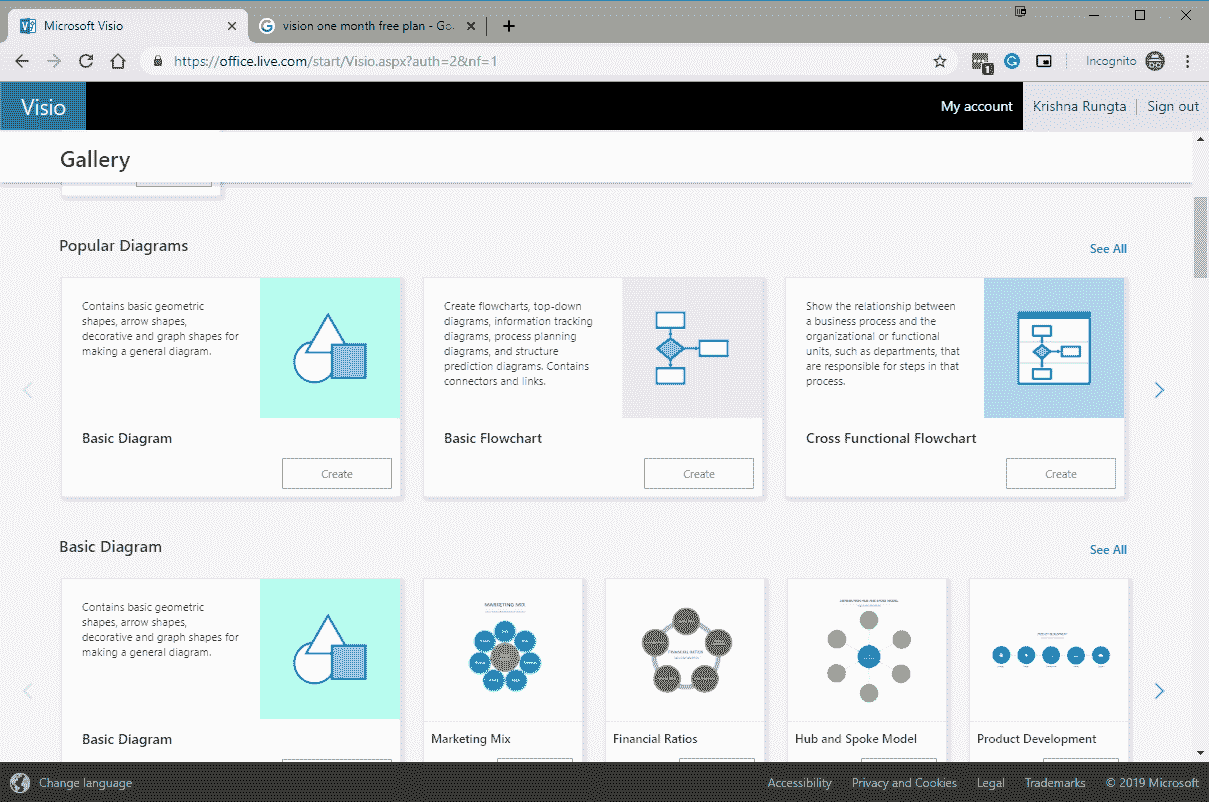 Microsoft Visio
vision one month free plan - Go
https://office.live.com/start/Visio.aspx?auth=2&nf=1
1
Incognito
Visio
My account
Krishna Rungta
Sign out
Gallery
Popular Diagrams
See All
Contains basic geometric
shapes, arrow shapes,
decorative and graph shapes for
making a general diagram.
Basic Diagram
Create
Create flowcharts, top-down
diagrams, information tracking
diagrams, process planning
diagrams, and structure
prediction diagrams. Contains
connectors and links.
Basic Flowchart
Create
Show the relationship between
a business process and the
organizational or functional
units, such as departments, that
are responsible for steps in that
process.
Cross Functional Flowchart
Create
Basic Diagram
See All
Contains basic geometric
shapes, arrow shapes,
decorative and graph shapes for
making a general diagram.
Basic Diagram
MARKETING MIX
Marketing Mix
FINANCIAL RATIOS
Financial Ratios
Hub and Spoke Model
Product Development
Change language
Accessibility
Privacy and Cookies
Legal
Trademarks
© 2019 Microsoft